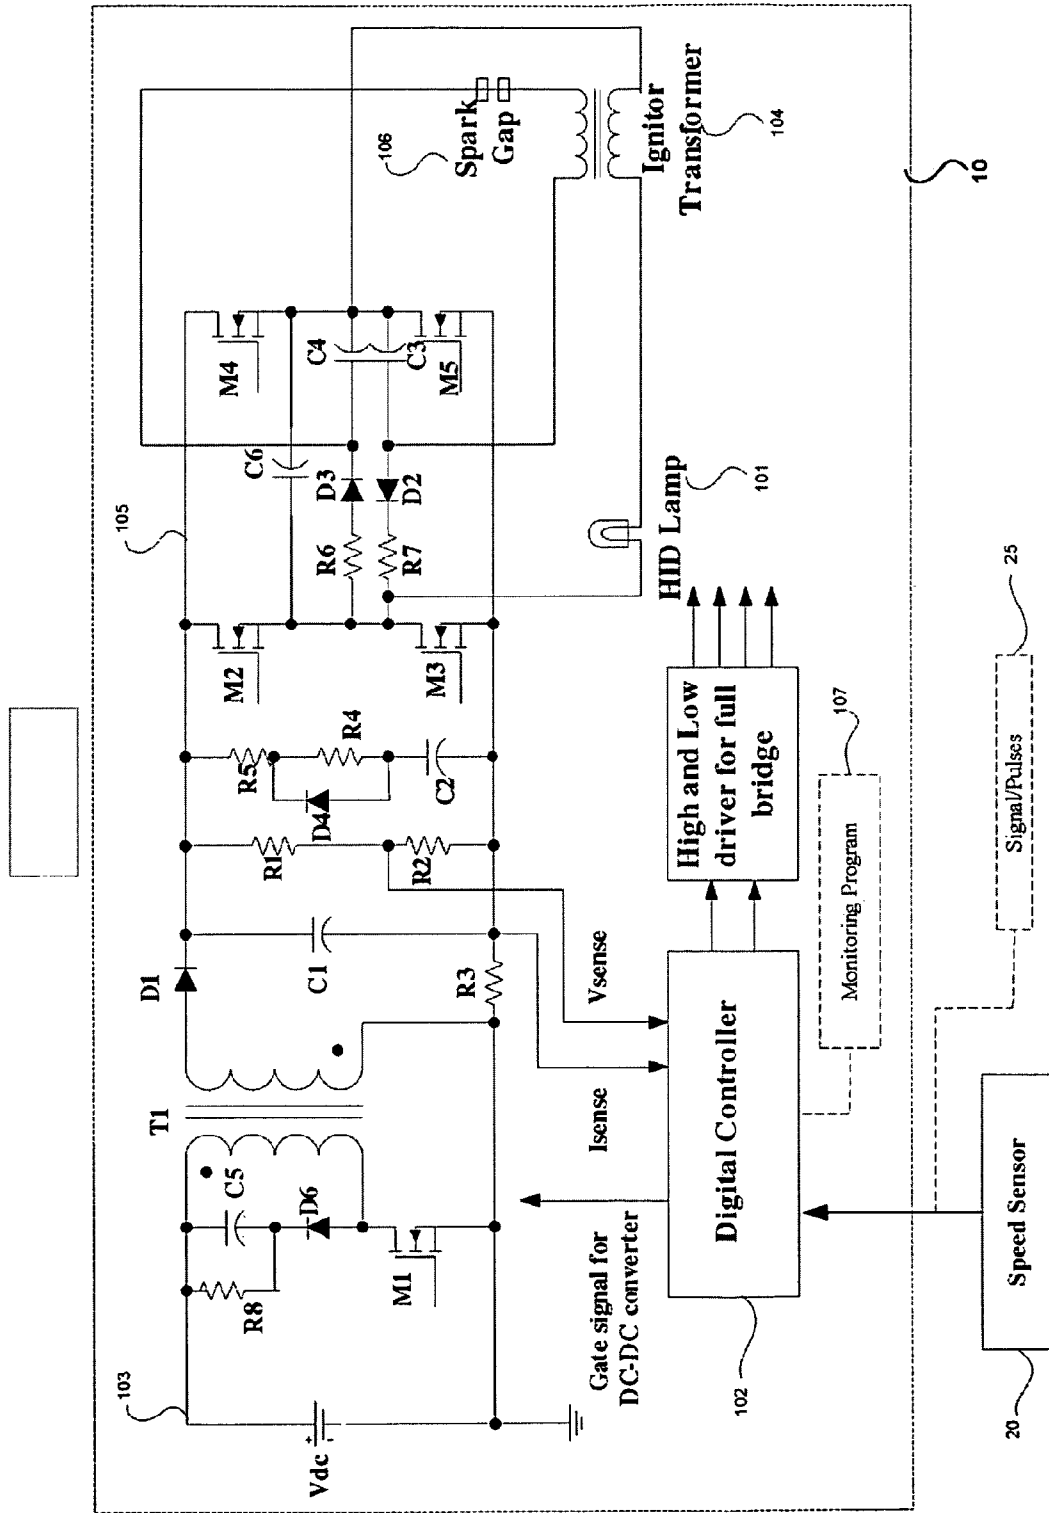 103
105
106
Vdc
+
-
R8
C5
D6
M1
T1
D1
C1
R3
R1
R2
R5
R4
D4
C2
M2
M3
C6
R6
D3
R7
D2
M4
C4
C3
M5
Spark
Gap
Ignitor
Transformer
104
HID Lamp
101
Gate signal for
DC-DC converter
Isense
Vsense
Digital Controller
102
High and Low
driver for full
bridge
Monitoring Program
107
10
Speed Sensor
20
Signal/Pulses
25